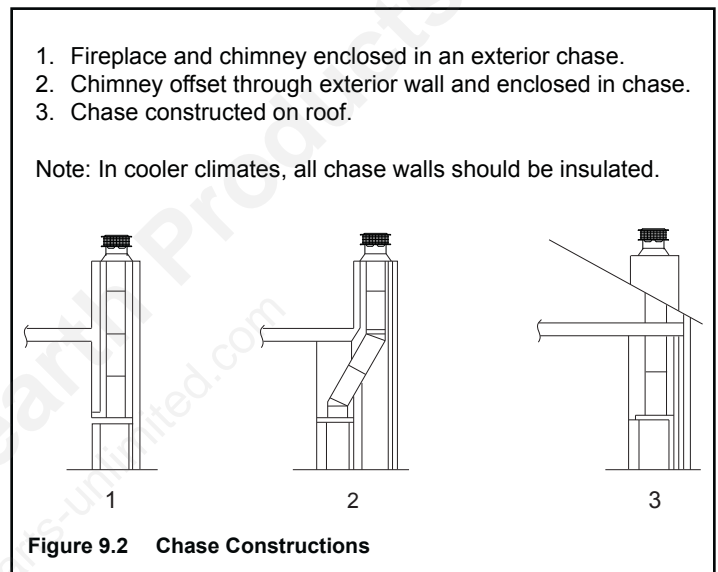 1. Fireplace and chimney enclosed in an exterior chase.
2. Chimney offset through exterior wall and enclosed in chase.
3. Chase constructed on roof.
Note: In cooler climates, all chase walls should be insulated.
1 2 3
Figure 9.2 Chase Constructions